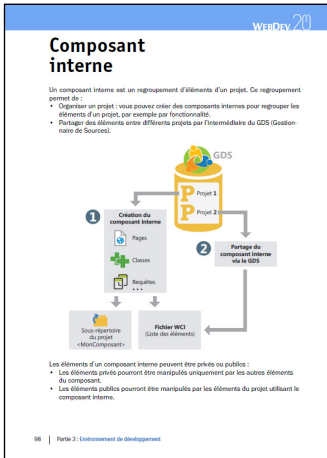 WEBDEV 20
Composant
interne
Un composant interne est un regroupement d'éléments d'un projet. Ce regroupement
permet de :
• Organiser un projet : vous pouvez créer des composants internes pour regrouper les
éléments d'un projet, par exemple par fonctionnalité.
• Partager des éléments entre différents projets par l'intermédiaire du GDS (Gestion-
naire de Sources).
GDS
P Projet 1
P Projet 2
1
Création du
composant interne
Pages
Classes
Requêtes
...
2
Partage du
composant interne
via le GDS
Sous-répertoire
du projet
<MonComposant>
Fichier WCI
(Liste des éléments)
Les éléments d'un composant interne peuvent être privés ou publics :
• Les éléments privés pourront être manipulés uniquement par les autres éléments
du composant.
• Les éléments publics pourront être manipulés par les éléments du projet utilisant le
composant interne.
98 | Partie 3 : Environnement de développement